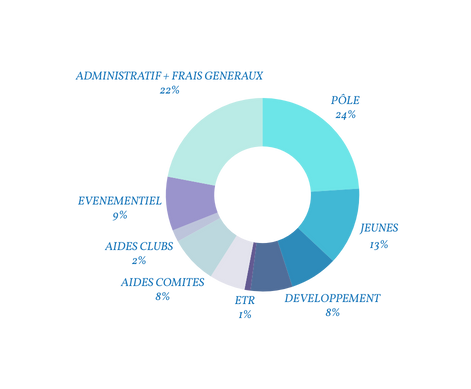 ADMINISTRATIF + FRAIS GENERAUX
22%
PÔLE
24%
EVENEMENTIEL
9%
JEUNES
13%
AIDES CLUBS
2%
AIDES COMITES
8%
ETR
1%
DEVELOPPEMENT
8%